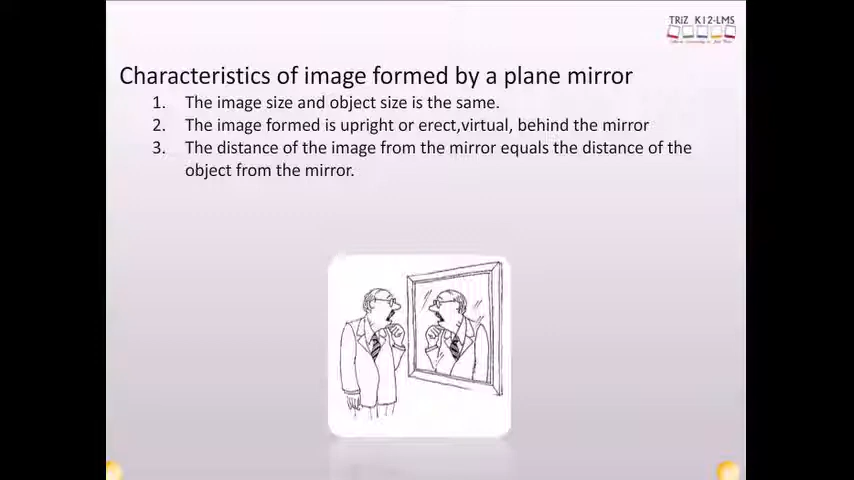 TRIZ K12-LMS
Characteristics of image formed by a plane mirror
1. The image size and object size is the same.
2. The image formed is upright or erect,virtual, behind the mirror
3. The distance of the image from the mirror equals the distance of the
object from the mirror.